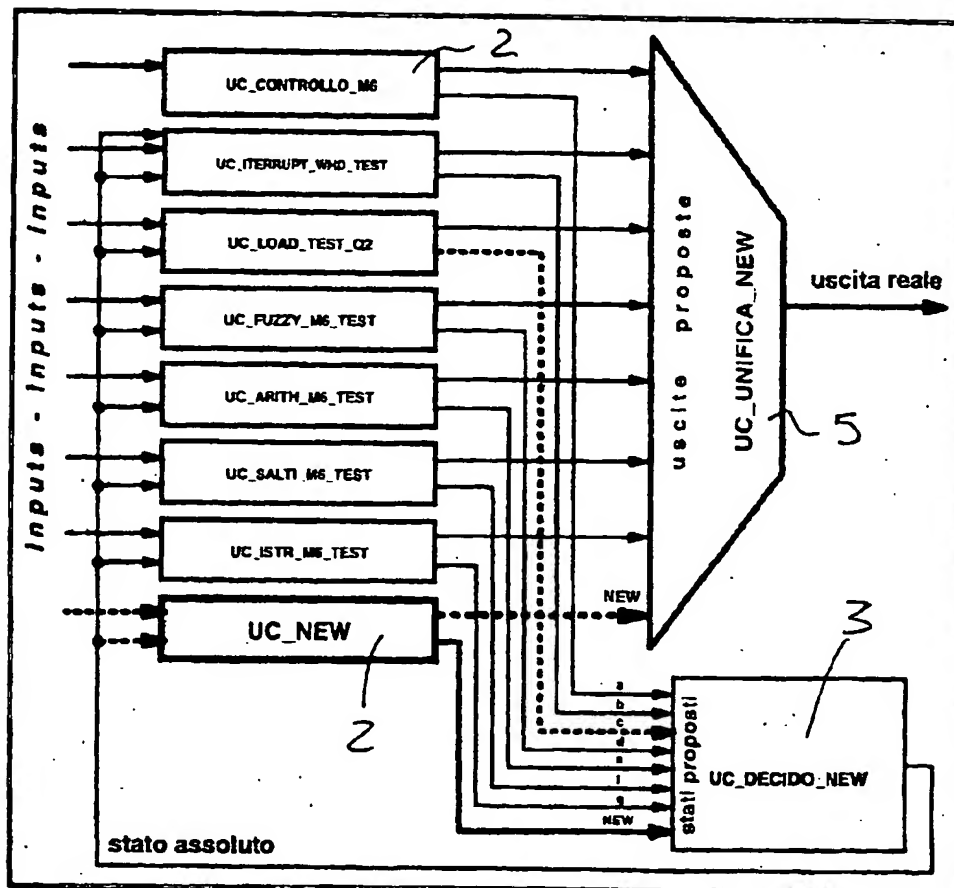 Inputs - Inputs - Inputs
UC_CONTROLLO_M6
2
UC_ITERRUPT_WHD_TEST
UC_LOAD_TEST_O2
UC_FUZZY_M6_TEST
UC_ARITH_M6_TEST
UC_SALTI_M6_TEST
UC_ISTR_M6_TEST
UC_NEW
2
NEW
uscite proposte
UC_UNIFICA_NEW
5
uscita reale
a
b
c
d
e
f
g
NEW
stati proposti
UC_DECIDO_NEW
3
stato assoluto